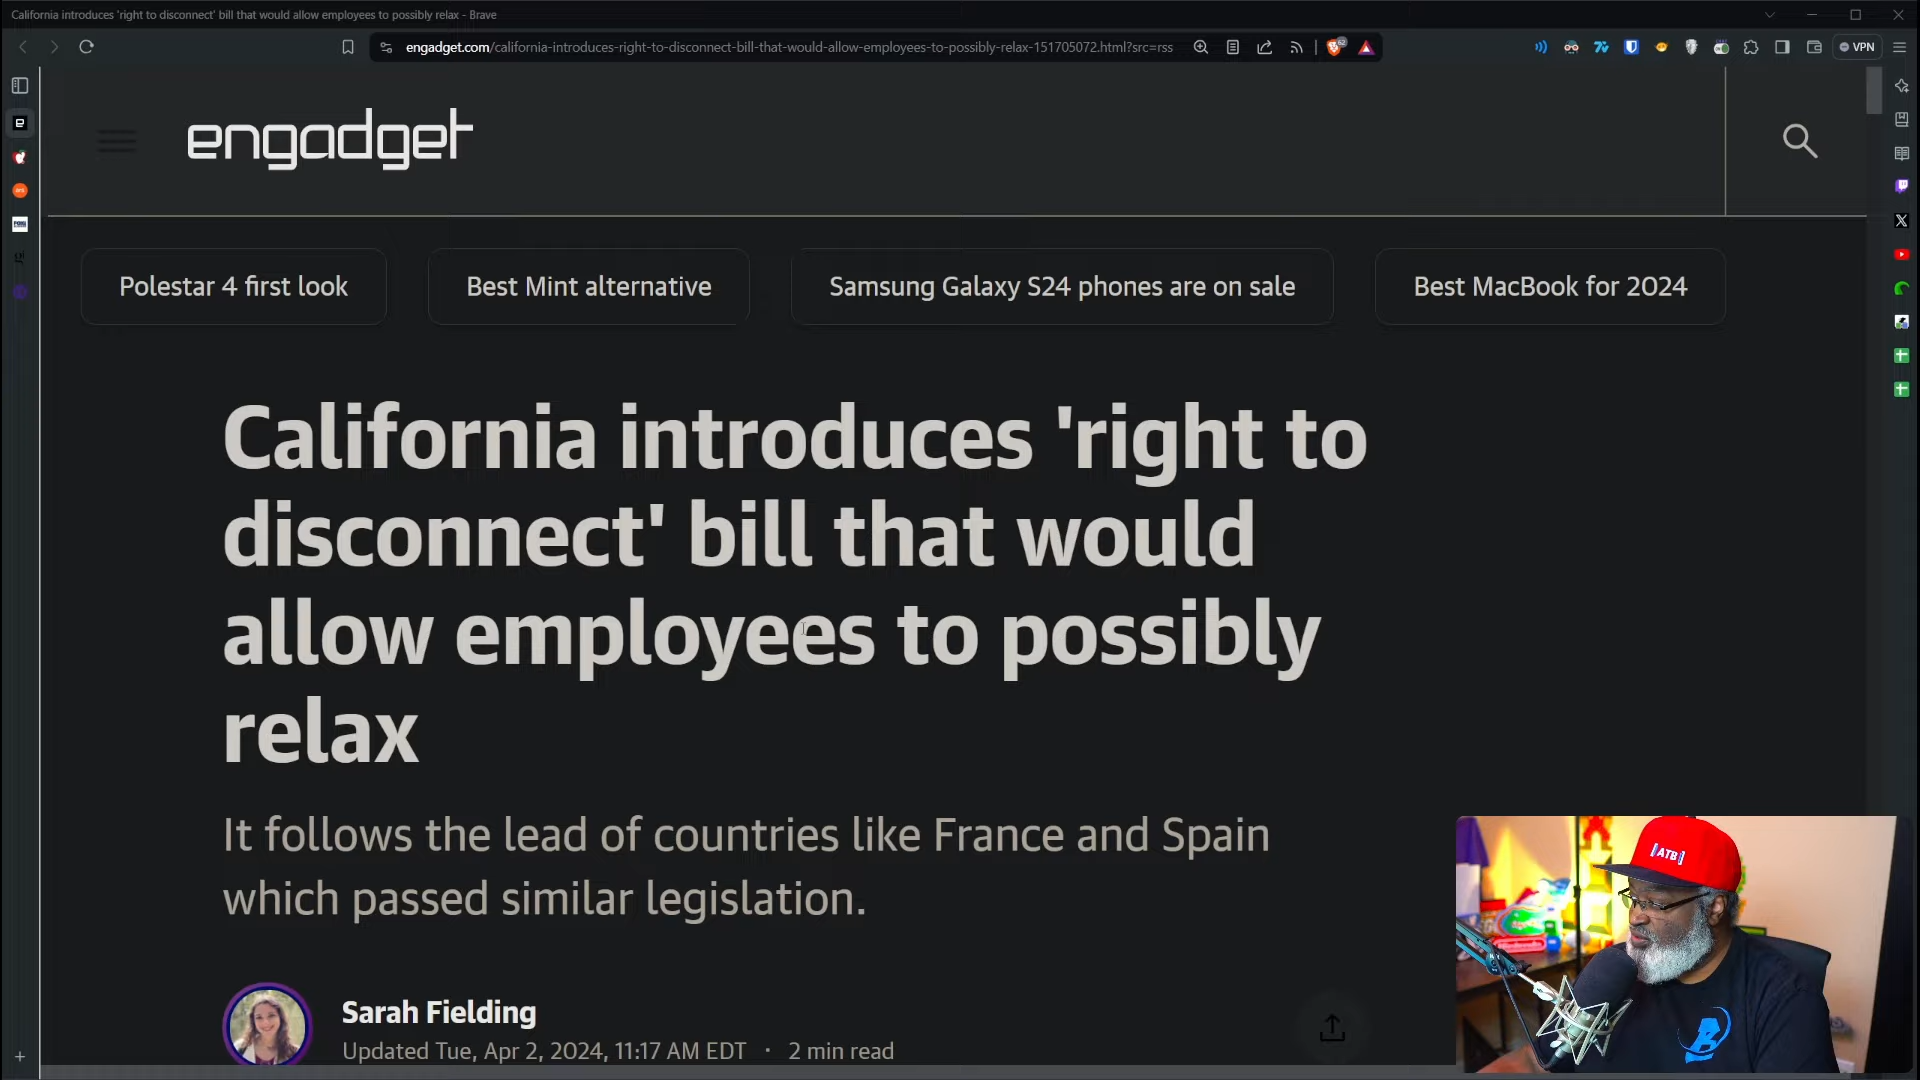 California introduces 'right to disconnect' bill that would allow employees to possibly relax - Brave
engadget.com/california-introduces-right-to-disconnect-bill-that-would-allow-employees-to-possibly-relax-151705072.html?src=rss
VPN
engadget
Polestar 4 first look
Best Mint alternative
Samsung Galaxy S24 phones are on sale
Best MacBook for 2024
California introduces 'right to
disconnect' bill that would
allow employees to possibly
relax
It follows the lead of countries like France and Spain
which passed similar legislation.
[ATB]
Sarah Fielding
Updated Tue, Apr 2, 2024, 11:17 AM EDT · 2 min read